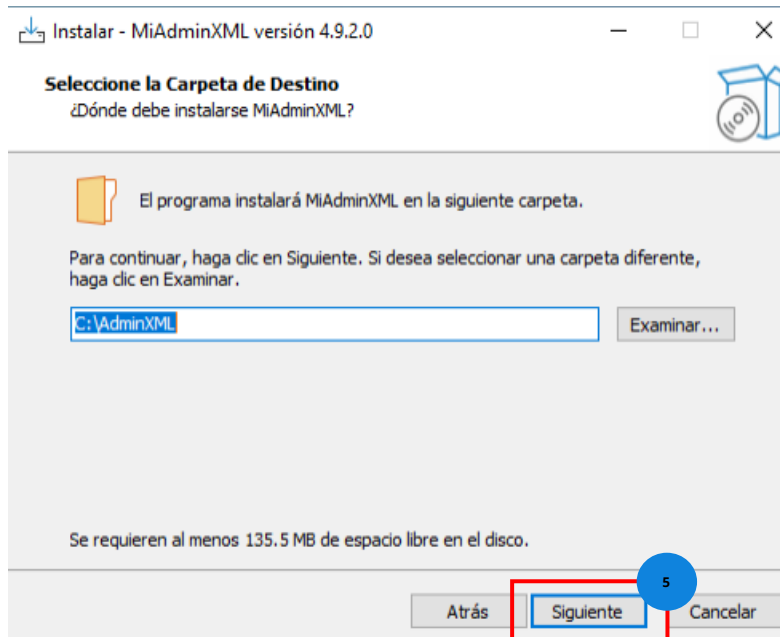 Instalar - MiAdminXML versión 4.9.2.0
Seleccione la Carpeta de Destino
¿Dónde debe instalarse MiAdminXML?
El programa instalará MiAdminXML en la siguiente carpeta.
Para continuar, haga clic en Siguiente. Si desea seleccionar una carpeta diferente,
haga clic en Examinar.
C:\AdminXML
Examinar...
Se requieren al menos 135.5 MB de espacio libre en el disco.
5
Atrás
Siguiente
Cancelar